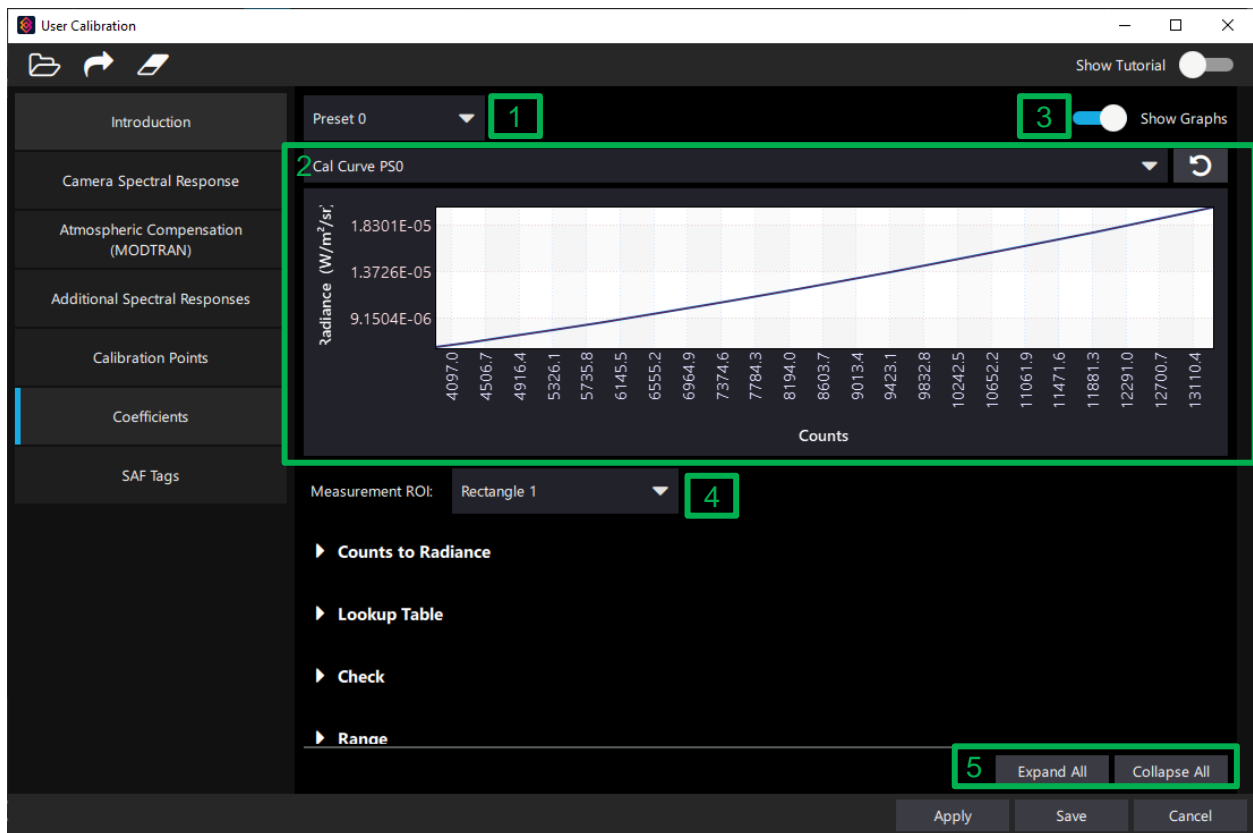 User Calibration
Show Tutorial
Introduction
Camera Spectral Response
Atmospheric Compensation
(MODTRAN)
Additional Spectral Responses
Calibration Points
Coefficients
SAF Tags
Preset 0
1
3
Show Graphs
2
Cal Curve PS0
Radiance (W/m²/sr)
1.8301E-05
1.3726E-05
9.1504E-06
4097.0
4506.7
4916.4
5326.1
5735.8
6145.5
6555.2
6964.9
7374.6
7784.3
8194.0
8603.7
9013.4
9423.1
9832.8
10242.5
10652.2
11061.9
11471.6
11881.3
12291.0
12700.7
13110.4
Counts
Measurement ROI:
Rectangle 1
4
Counts to Radiance
Lookup Table
Check
Range
5
Expand All
Collapse All
Apply
Save
Cancel